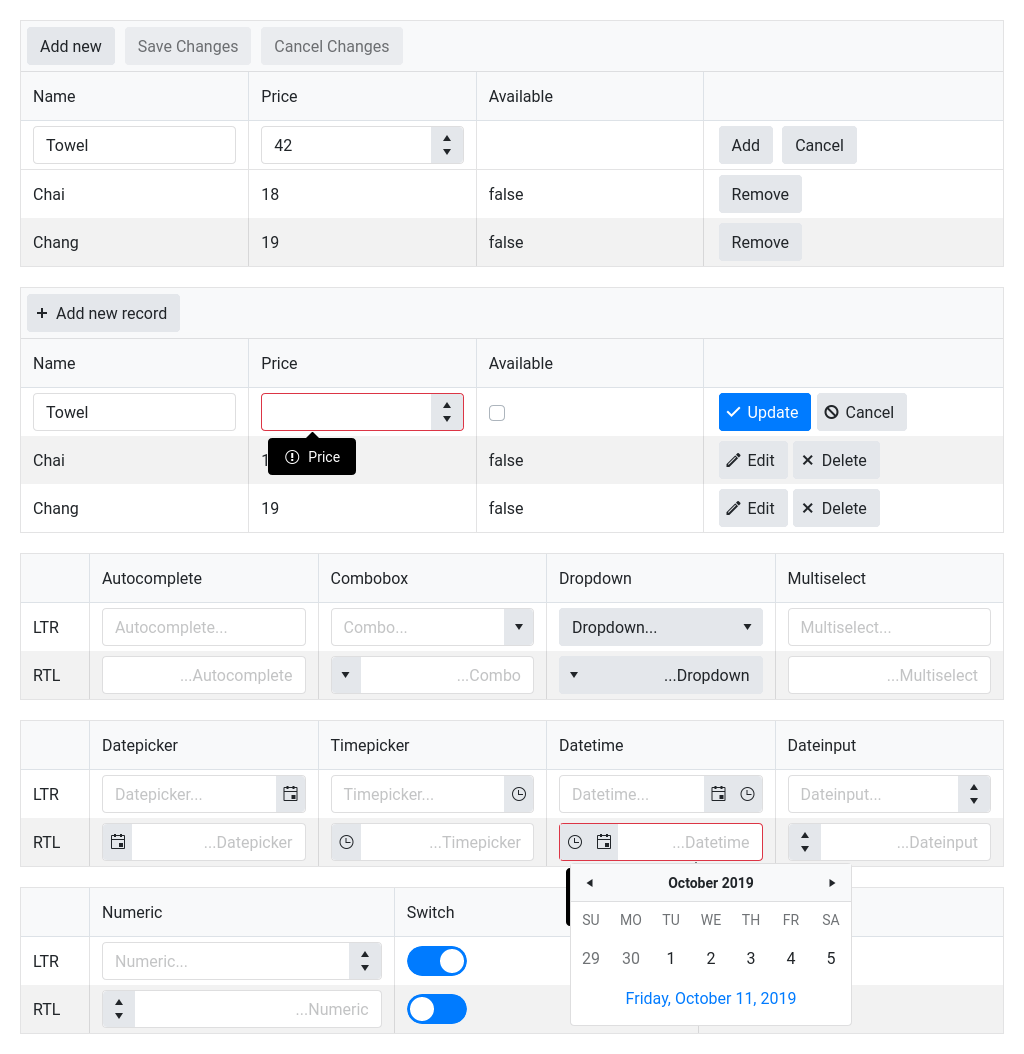 Add new Save Changes Cancel Changes
Name Price Available
Towel 42 Add Cancel
Chai 18 false Remove
Chang 19 false Remove
Add new record
Name Price Available
Towel Update Cancel
Price
Chai 1 false Edit Delete
Chang 19 false Edit Delete
Autocomplete Combobox Dropdown Multiselect
LTR Autocomplete... Combo... Dropdown... Multiselect...
RTL ...Autocomplete ...Combo ...Dropdown ...Multiselect
Datepicker Timepicker Datetime Dateinput
LTR Datepicker... Timepicker... Datetime... Dateinput...
RTL ...Datepicker ...Timepicker ...Datetime ...Dateinput
Numeric Switch
LTR Numeric...
RTL ...Numeric
October 2019
SU MO TU WE TH FR SA
29 30 1 2 3 4 5
Friday, October 11, 2019